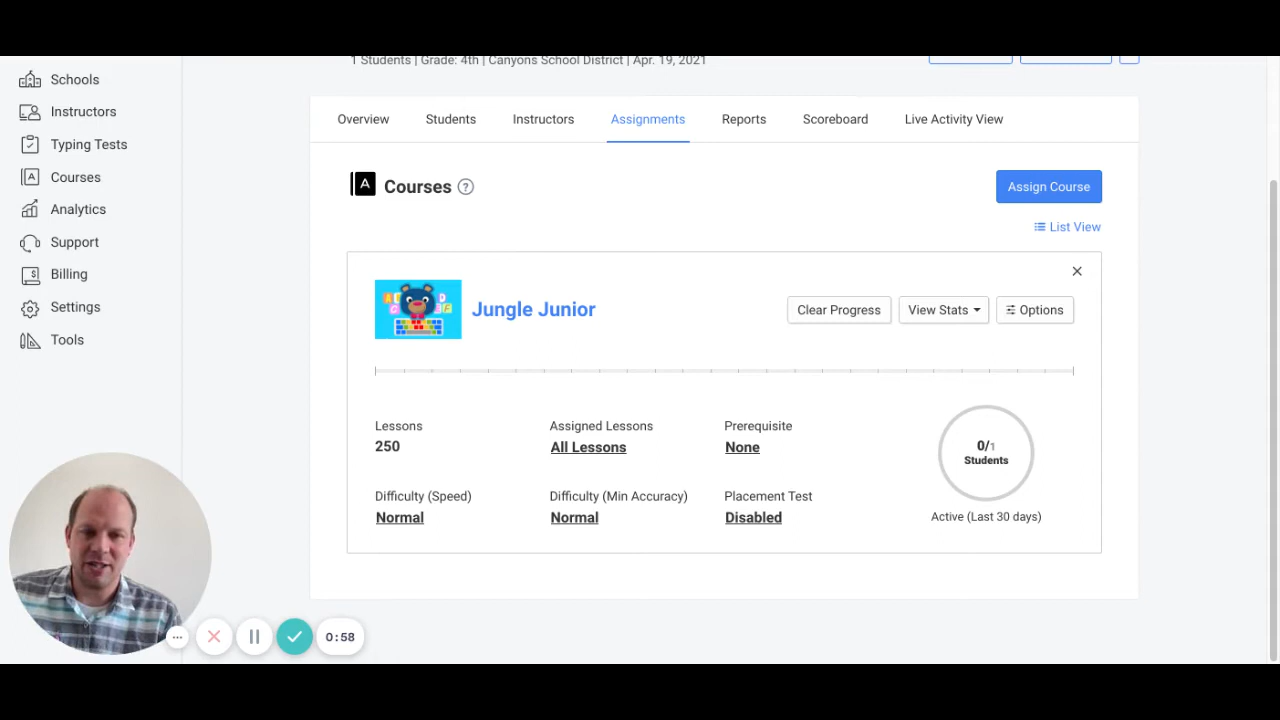 1 Students | Grade: 4th | Canyons School District | Apr. 19, 2021
Schools
Instructors
Typing Tests
Courses
Analytics
Support
Billing
Settings
Tools
Overview Students Instructors Assignments Reports Scoreboard Live Activity View
A Courses ?
Assign Course
List View
Jungle Junior
Clear Progress View Stats Options
Lessons Assigned Lessons Prerequisite
250 All Lessons None
0/1
Students
Difficulty (Speed) Difficulty (Min Accuracy) Placement Test
Normal Normal Disabled
Active (Last 30 days)
0:58